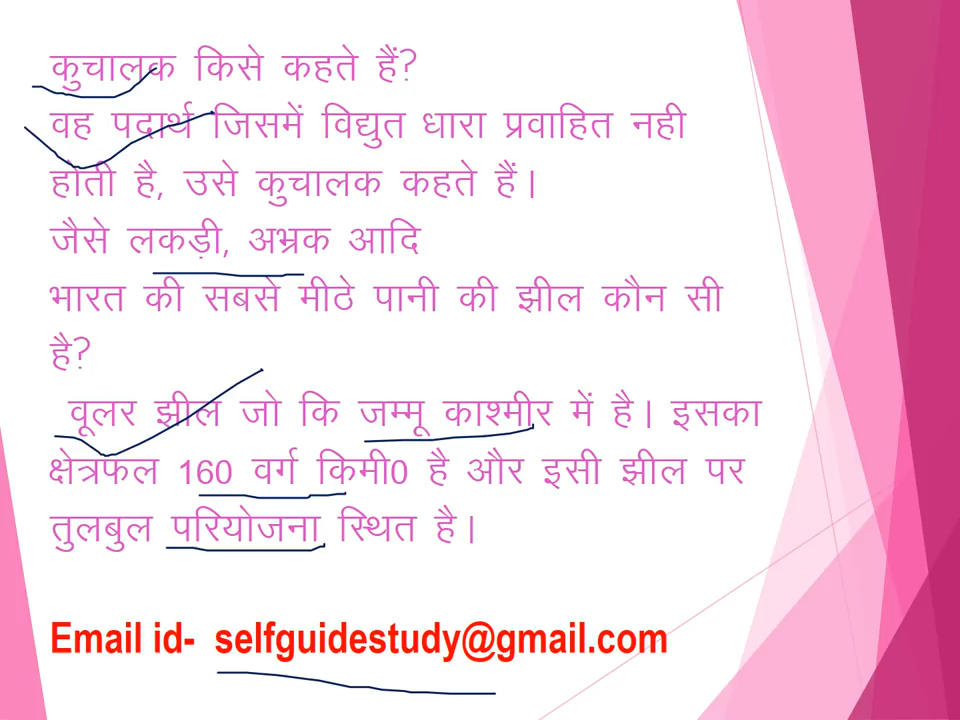 कुचालक किसे कहते हैं?
वह पदार्थ जिसमें विद्युत धारा प्रवाहित नही
होती है, उसे कुचालक कहते हैं।
जैसे लकड़ी, अभ्रक आदि
भारत की सबसे मीठे पानी की झील कौन सी
है?
वूलर झील जो कि जम्मू काश्मीर में है। इसका
क्षेत्रफल 160 वर्ग किमी0 है और इसी झील पर
तुलबुल परियोजना स्थित है।
Email id- selfguidestudy@gmail.com